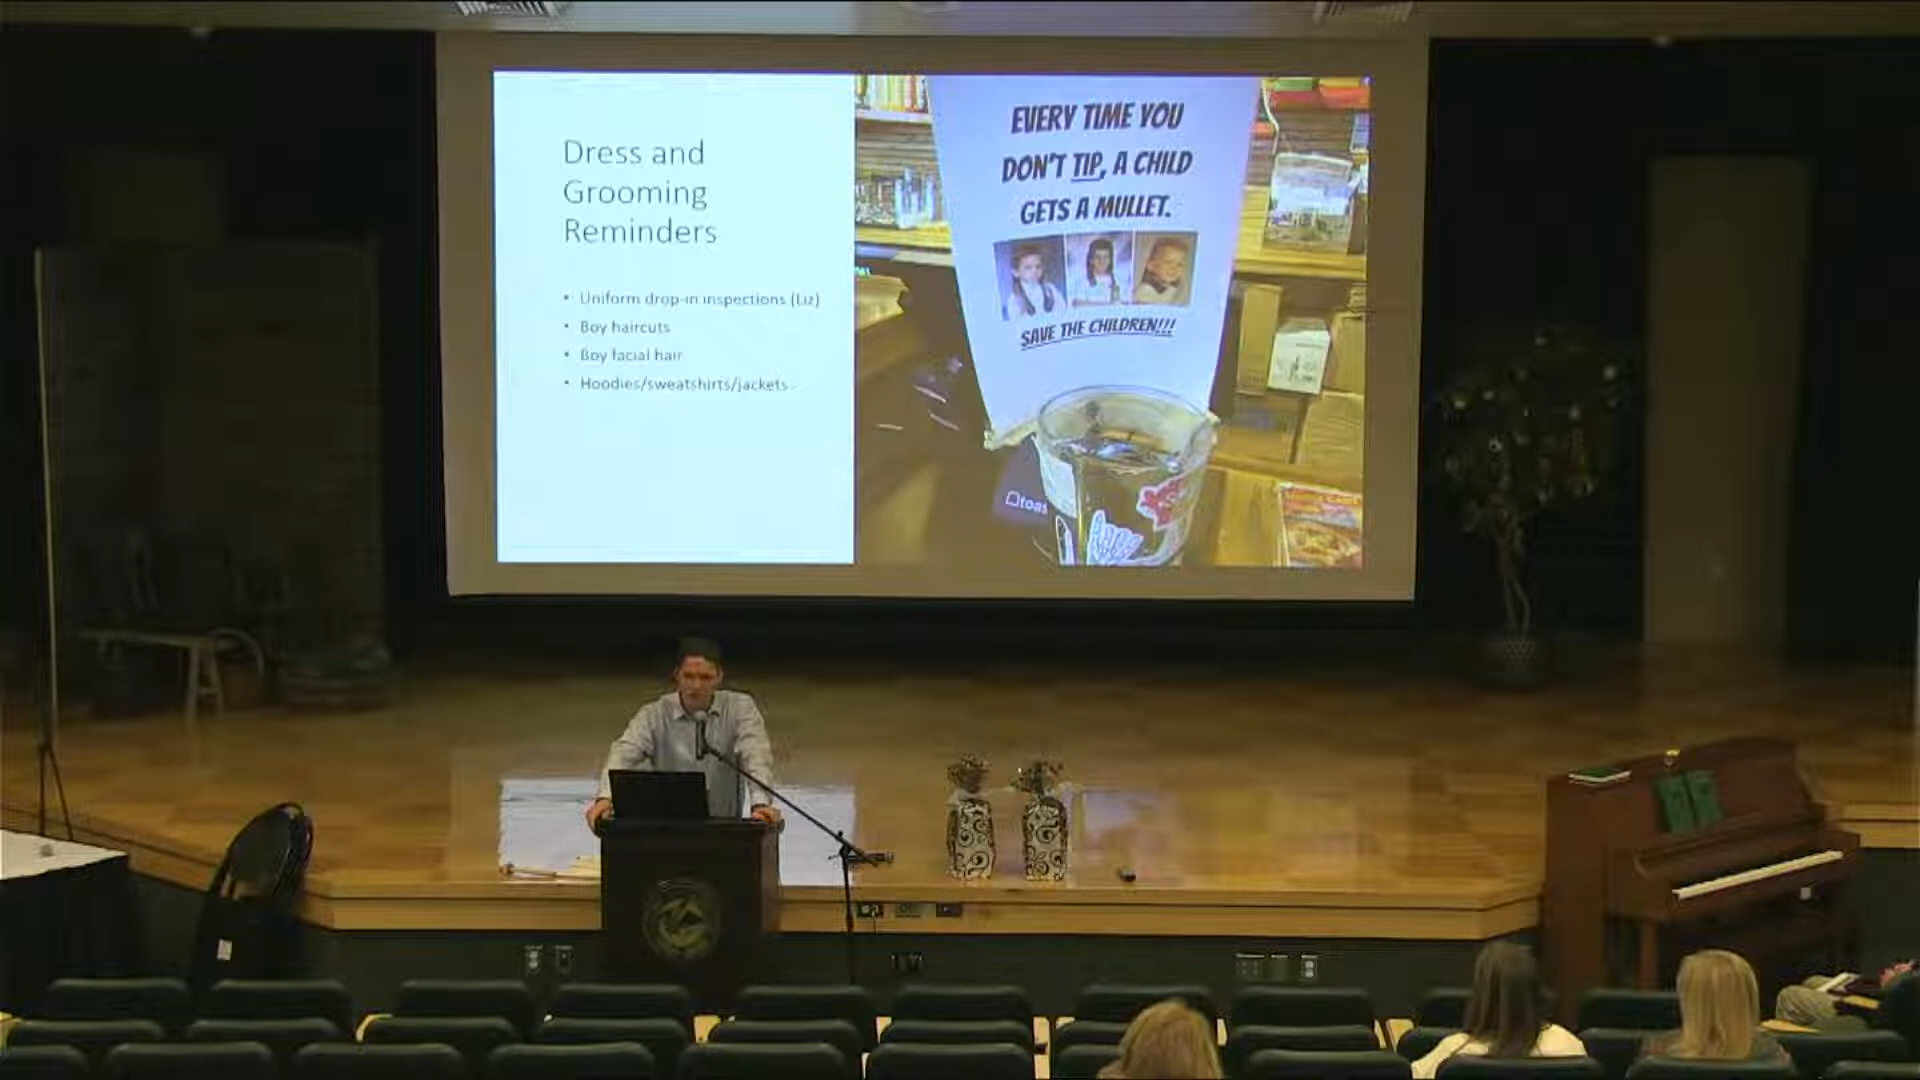 Dress and
Grooming
Reminders
• Uniform drop-in inspections (Liz)
• Boy haircuts
• Boy facial hair
• Hoodies/sweatshirts/jackets
EVERY TIME YOU
DON'T TIP, A CHILD
GETS A MULLET.
SAVE THE CHILDREN!!!
toas